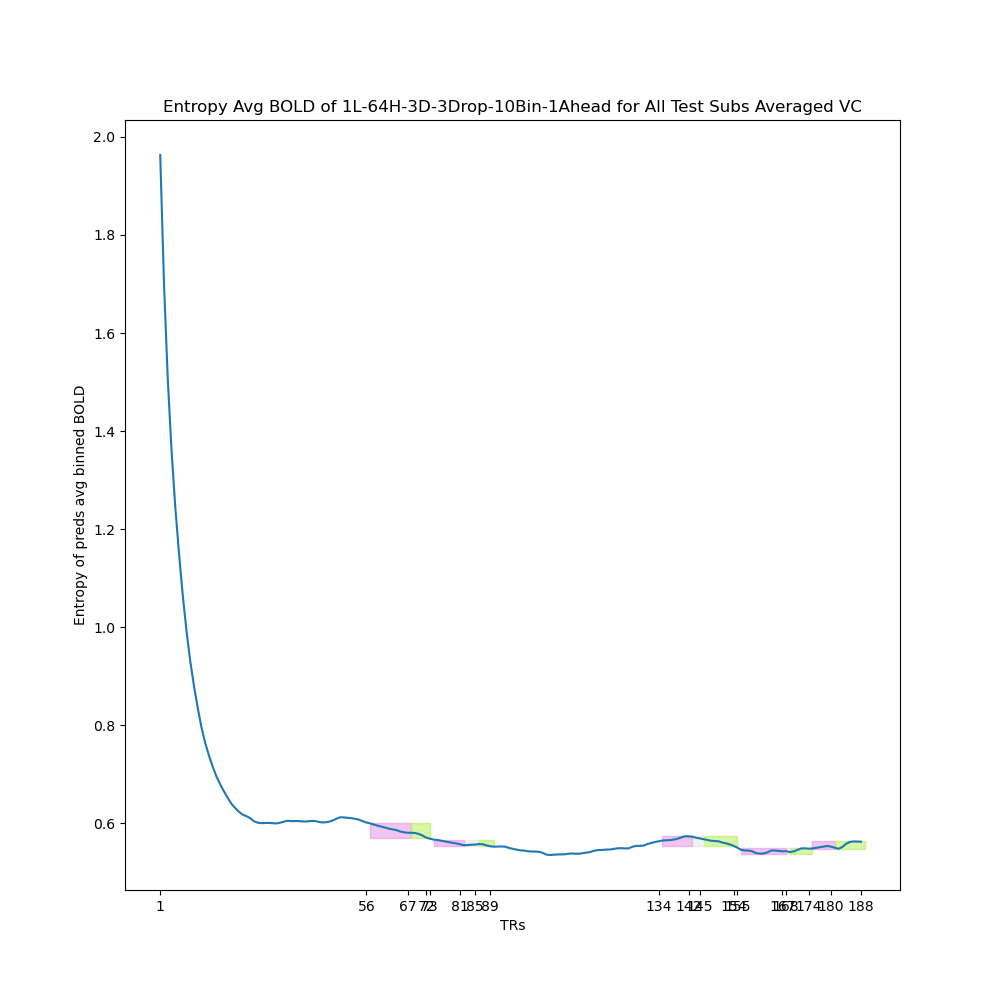 Entropy Avg BOLD of 1L-64H-3D-3Drop-10Bin-1Ahead for All Test Subs Averaged VC
2.0
1.8
1.6
1.4
1.2
1.0
0.8
0.6
Entropy of preds avg binned BOLD
1 56 67 72 73 81 85 89 134 142 145 154 155 174 180 188
TRs